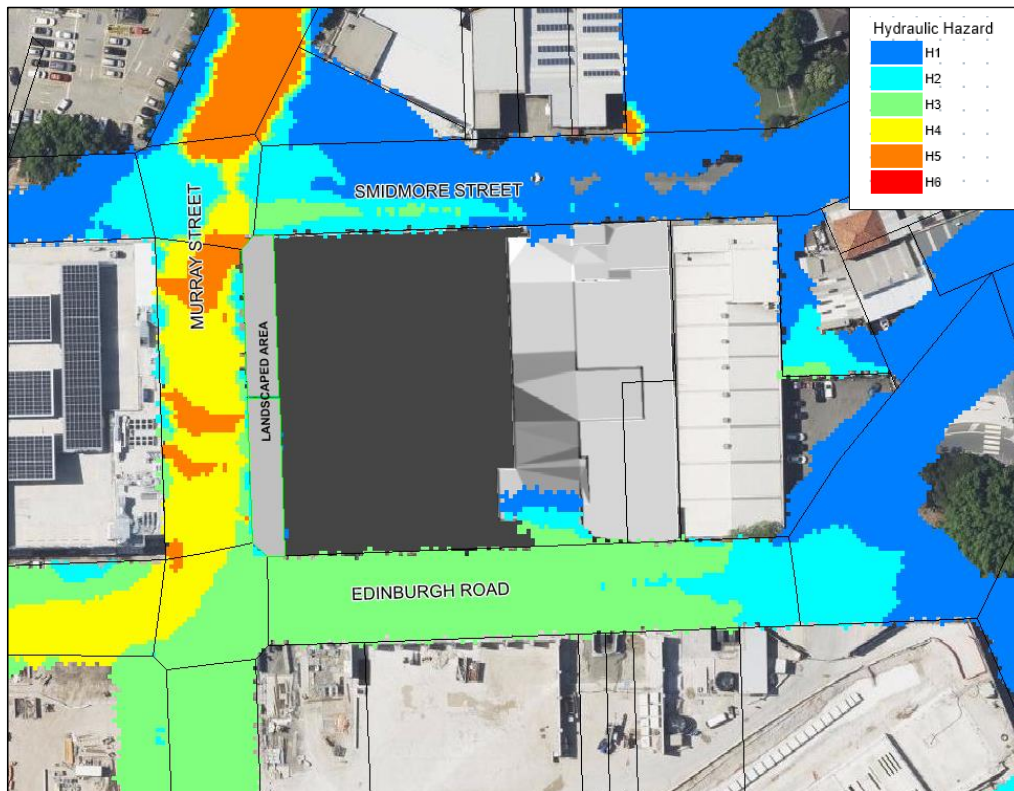 Hydraulic Hazard
H1
H2
H3
H4
H5
H6
SMIDMORE STREET
MURRAY STREET
LANDSCAPED AREA
EDINBURGH ROAD